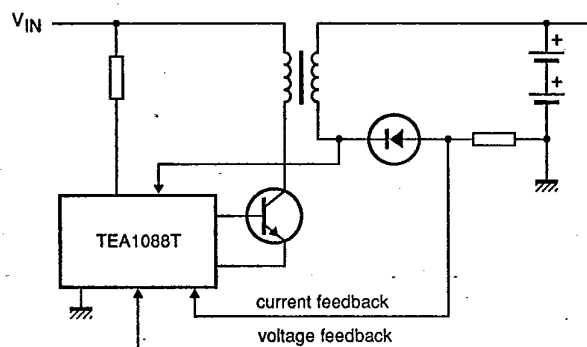 VIN
+
+
TEA1088T
current feedback
voltage feedback